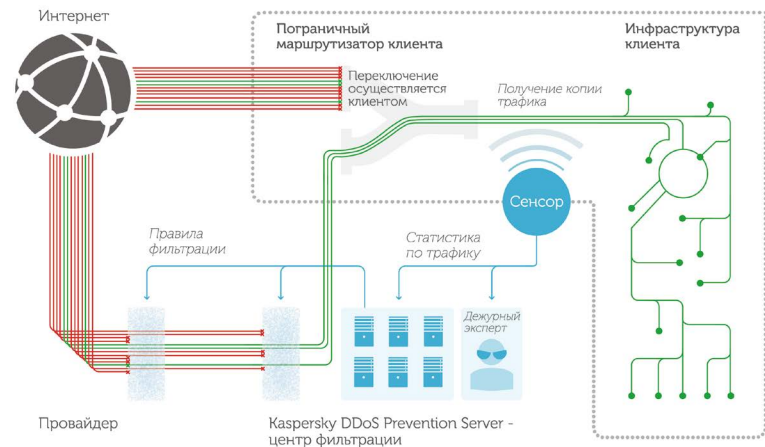 Интернет
Пограничный
маршрутизатор клиента
Инфраструктура
клиента
Переключение
осуществляется
клиентом
Получение копии
трафика
Сенсор
Правила
фильтрации
Статистика
по трафику
Дежурный
эксперт
Провайдер
Kaspersky DDoS Prevention Server -
центр фильтрации